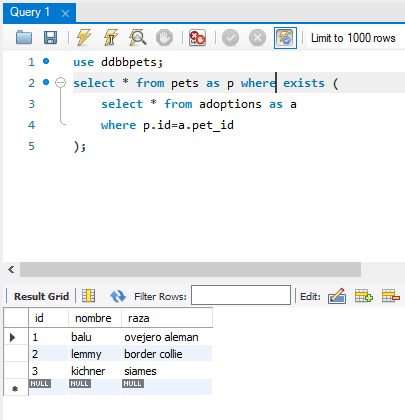 Query 1
Limit to 1000 rows
1 use ddbbpets;
2 select * from pets as p where exists (
3 select * from adoptions as a
4 where p.id=a.pet_id
5 );
Result Grid Filter Rows: Edit:
id nombre raza
1 balu ovejero aleman
2 lemmy border collie
3 kichner siames
NULL NULL NULL